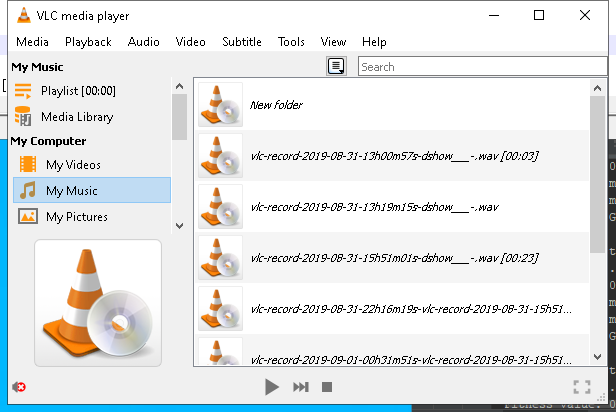 VLC media player
Media Playback Audio Video Subtitle Tools View Help
My Music
Search
Playlist [00:00]
Media Library
My Computer
My Videos
My Music
My Pictures
New folder
vlc-record-2019-08-31-13h00m57s-dshow___-.wav [00:03]
vlc-record-2019-08-31-13h19m15s-dshow___-.wav
vlc-record-2019-08-31-15h51m01s-dshow___-.wav [00:23]
vlc-record-2019-08-31-22h16m19s-vlc-record-2019-08-31-15h51...
vlc-record-2019-09-01-00h31m51s-vlc-record-2019-08-31-15h51...